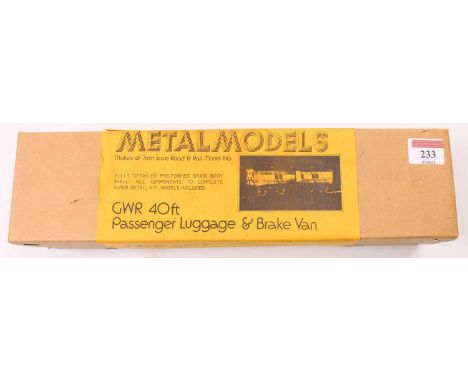 METALMODELS
Makers of 7mm scale Road & Rail Model Kits
FULLY DETAILED PRE-FORMED BRASS BODY
SHELL. ALL COMPONENTS TO COMPLETE
SUPER DETAIL KIT. WHEELS INCLUDED.
GWR 40ft
Passenger Luggage & Brake Van
233